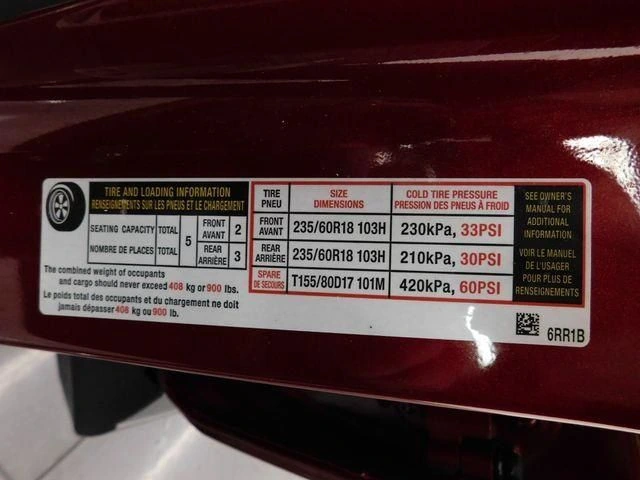 TIRE AND LOADING INFORMATION
RENSEIGNEMENTS SUR LES PNEUS ET LE CHARGEMENT
SEATING CAPACITY TOTAL 5 FRONT AVANT 2
NOMBRE DE PLACES TOTAL REAR ARRIÈRE 3
The combined weight of occupants
and cargo should never exceed 408 kg or 900 lbs.
Le poids total des occupants et du chargement ne doit
jamais dépasser 408 kg ou 900 lb.
TIRE PNEU SIZE DIMENSIONS COLD TIRE PRESSURE PRESSION DES PNEUS À FROID
FRONT AVANT 235/60R18 103H 230kPa, 33PSI
REAR ARRIÈRE 235/60R18 103H 210kPa, 30PSI
SPARE DE SECOURS T155/80D17 101M 420kPa, 60PSI
SEE OWNER'S
MANUAL FOR
ADDITIONAL
INFORMATION
VOIR LE MANUEL
DE L'USAGER
POUR PLUS DE
RENSEIGNEMENTS
6RR1B